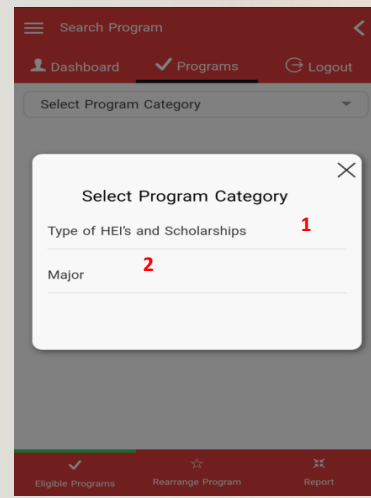 Search Program
Dashboard Programs Logout
Select Program Category
Select Program Category
Type of HEI's and Scholarships 1
Major 2
Eligible Programs Rearrange Program Report